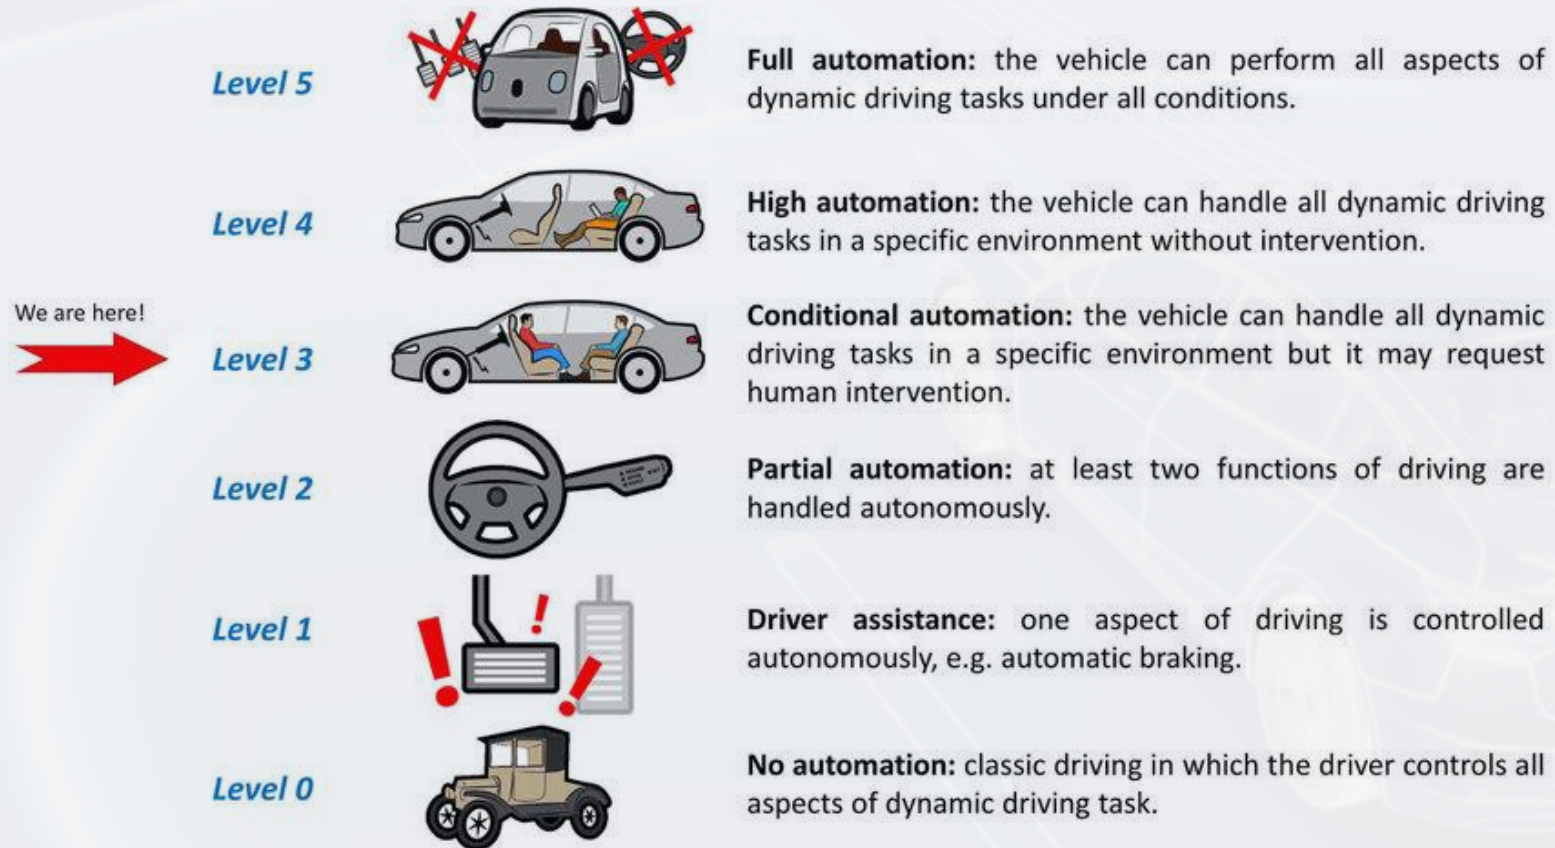 Level 5
Full automation: the vehicle can perform all aspects of
dynamic driving tasks under all conditions.
Level 4
High automation: the vehicle can handle all dynamic driving
tasks in a specific environment without intervention.
We are here!
Level 3
Conditional automation: the vehicle can handle all dynamic
driving tasks in a specific environment but it may request
human intervention.
Level 2
Partial automation: at least two functions of driving are
handled autonomously.
Level 1
Driver assistance: one aspect of driving is controlled
autonomously, e.g. automatic braking.
Level 0
No automation: classic driving in which the driver controls all
aspects of dynamic driving task.